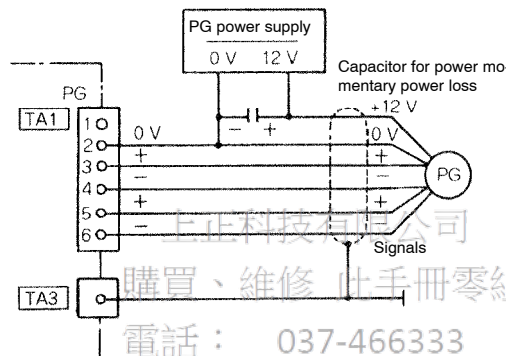 PG power supply
0 V 12 V
Capacitor for power mo-
mentary power loss
PG
TA1
1
2
3
4
5
6
0 V
+
−
+
−
− +
+12 V
0 V
+
−
+
−
PG
Signals
TA3
上正科技有限公司
購買、維修 此手冊零
電話： 037-466333